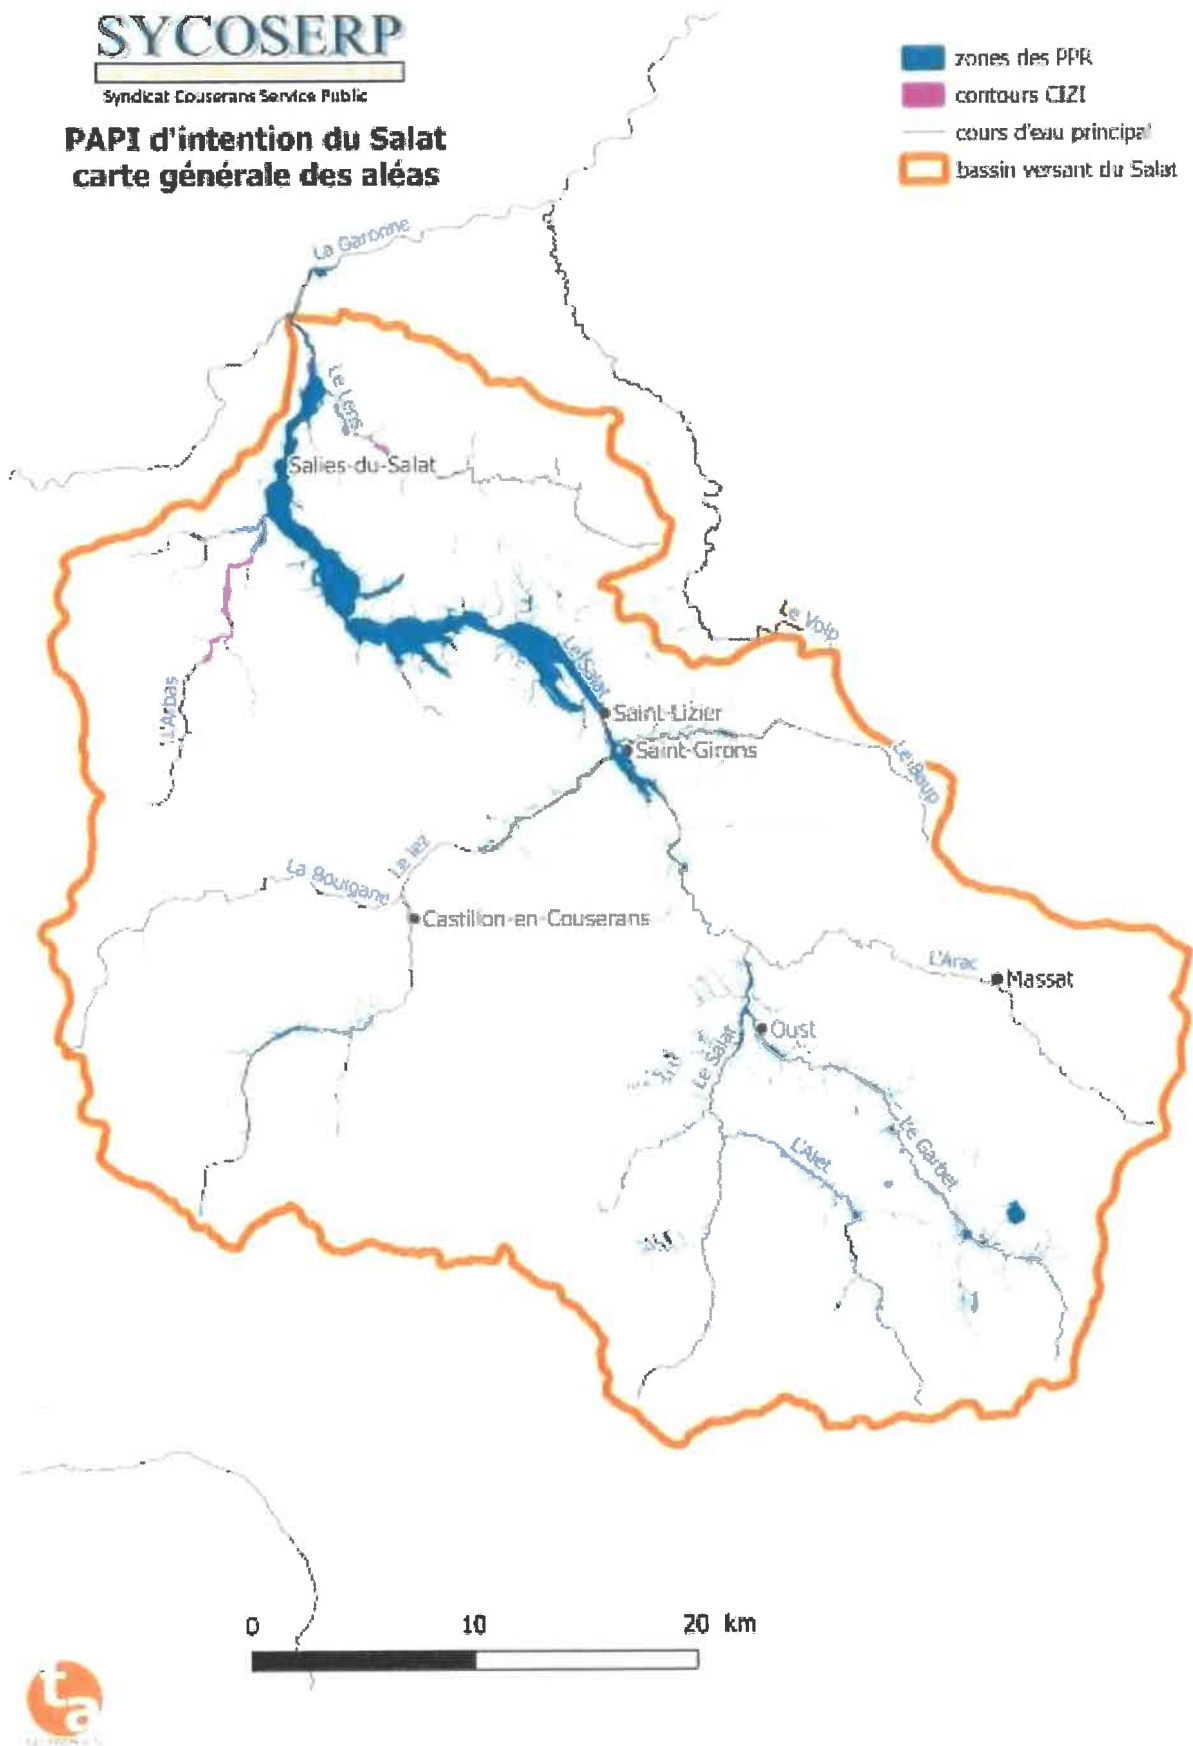 SYCOSERP
Syndicat Couserans Service Public
PAPI d'intention du Salat
carte générale des aléas
zones des PPR
contours CIZI
cours d'eau principal
bassin versant du Salat
La Garonne
Le Lens
Salies-du-Salat
Le Volp
L'Arbas
Le Salat
Saint-Lizier
Saint-Girons
Le Baup
Le lez
La Bouigane
Castillon-en-Couserans
L'Arac
Massat
Oust
Le Salat
L'Alet
Le Garbet
0 10 20 km
ta